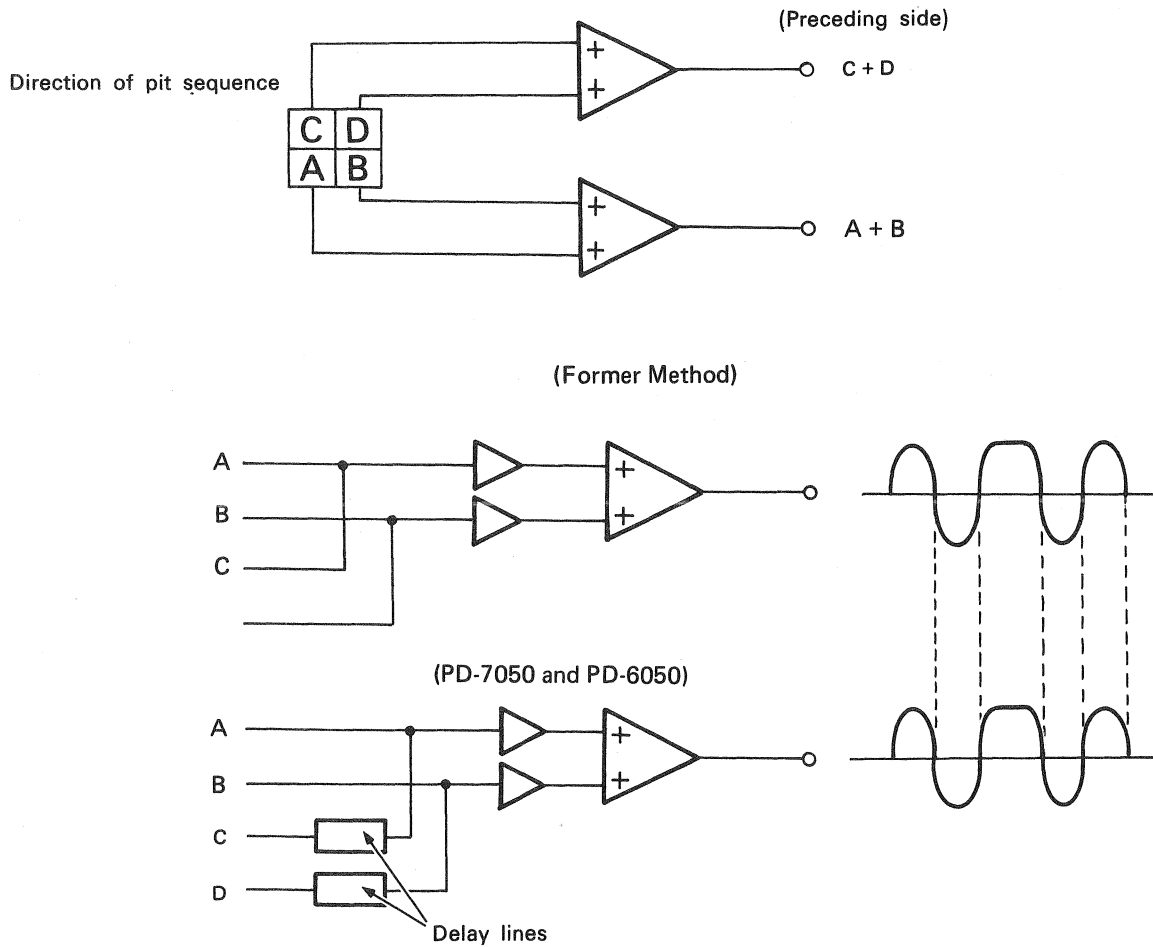 (Preceding side)
C + D
Direction of pit sequence
+
+
C D
A B
+
+
A + B
(Former Method)
A
B
C
+
+
(PD-7050 and PD-6050)
A
B
C
D
+
+
Delay lines